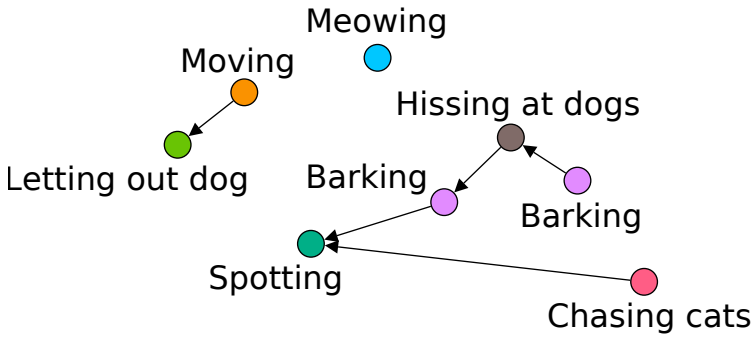 Meowing
Moving
Hissing at dogs
Letting out dog
Barking
Barking
Spotting
Chasing cats